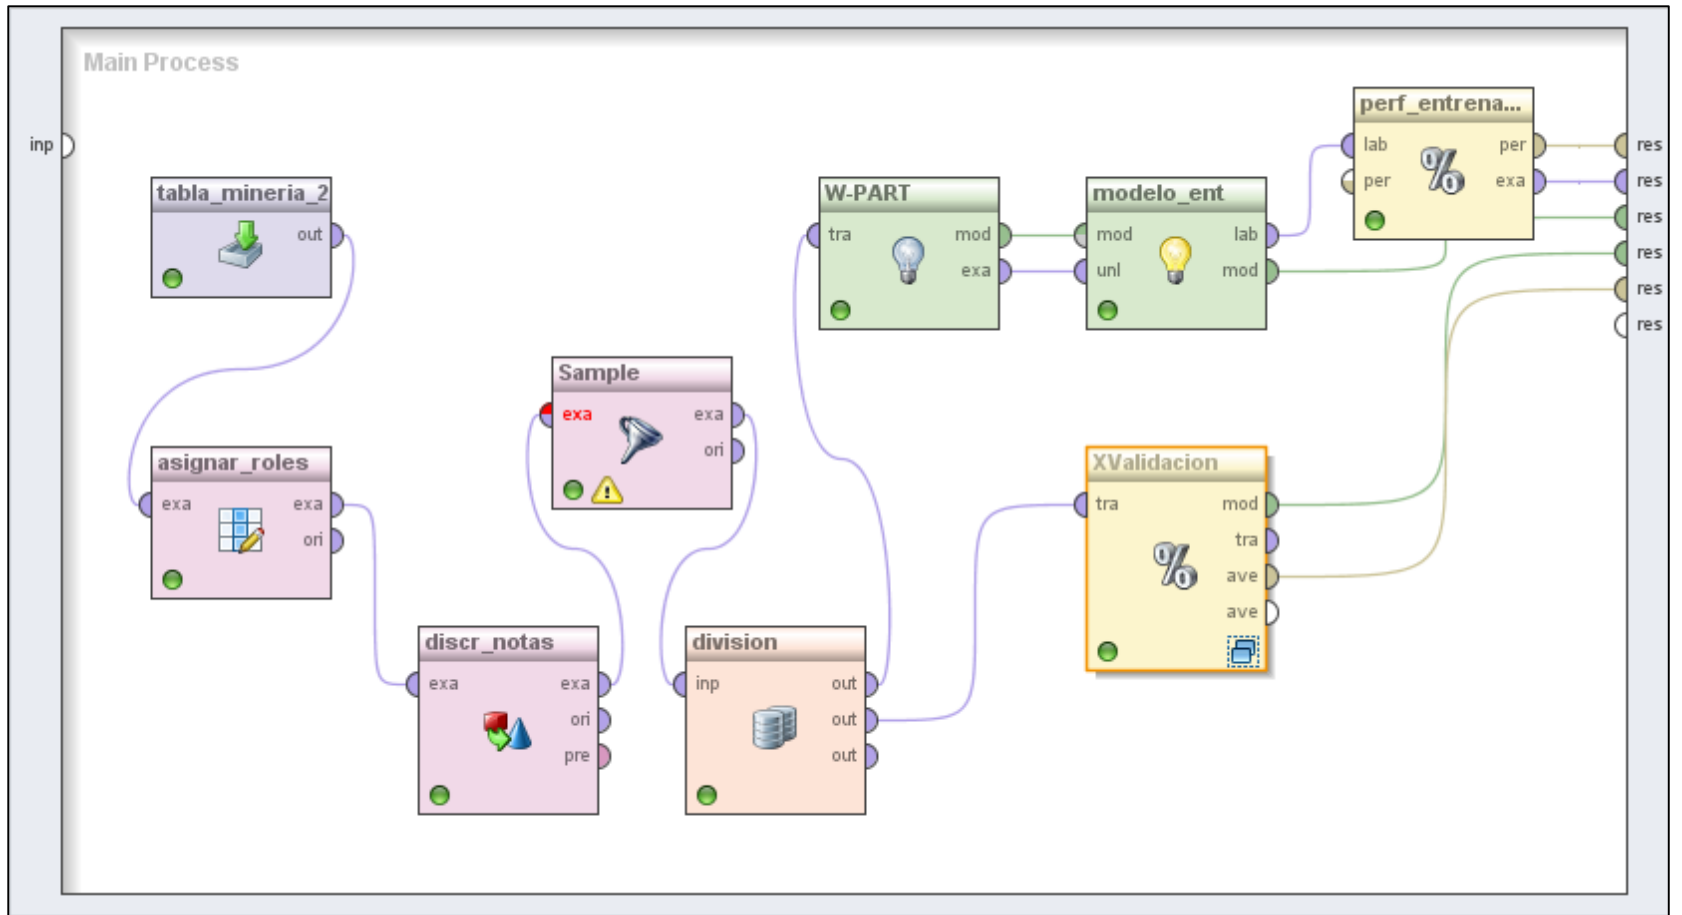 Main Process
inp
tabla_mineria_2
out
asignar_roles
exa exa
ori
discr_notas
exa exa
ori
pre
Sample
exa exa
ori
division
inp out
out
out
W-PART
tra mod
exa
modelo_ent
mod lab
unl mod
perf_entrena...
lab per
per exa
XValidacion
tra mod
tra
ave
ave
res
res
res
res
res
res